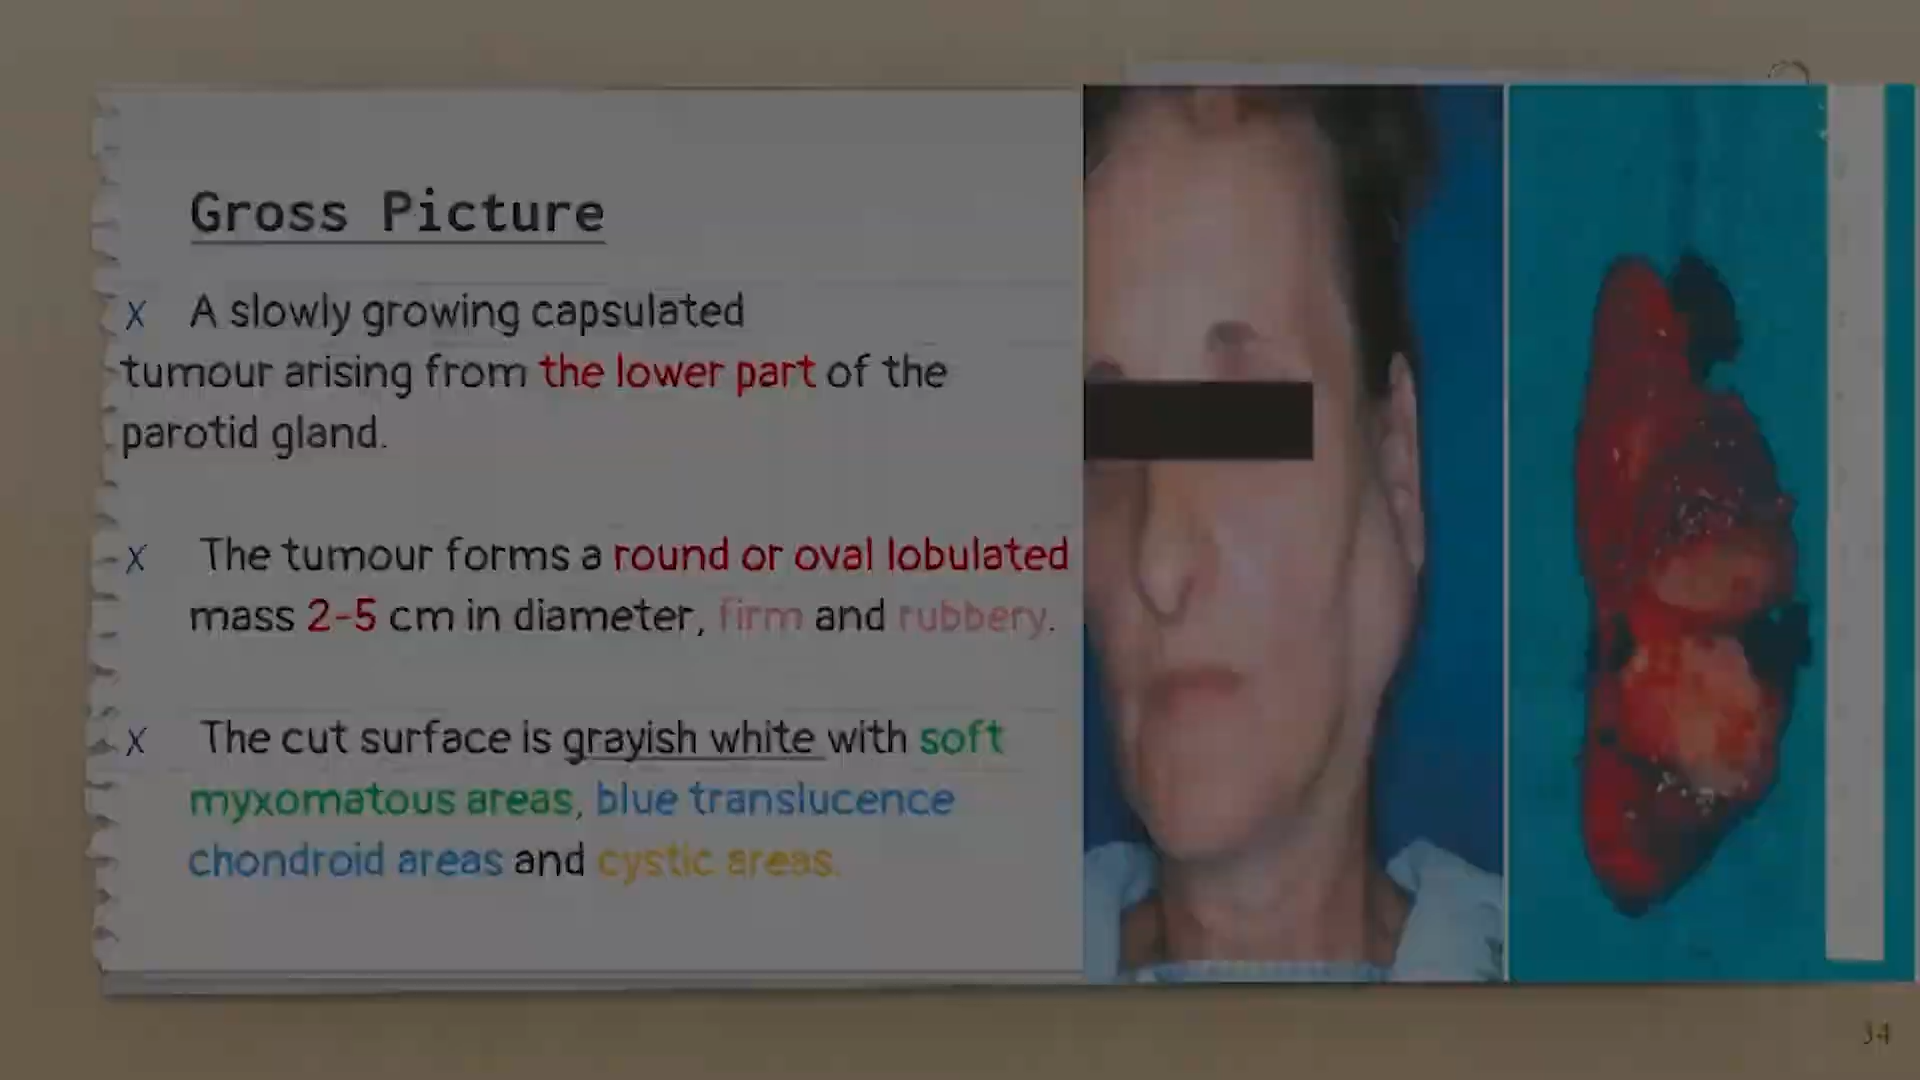 Gross Picture
x A slowly growing capsulated
tumour arising from the lower part of the
parotid gland.
x The tumour forms a round or oval lobulated
mass 2-5 cm in diameter, firm and rubbery.
x The cut surface is grayish white with soft
myxomatous areas, blue translucence
chondroid areas and cystic areas.
34